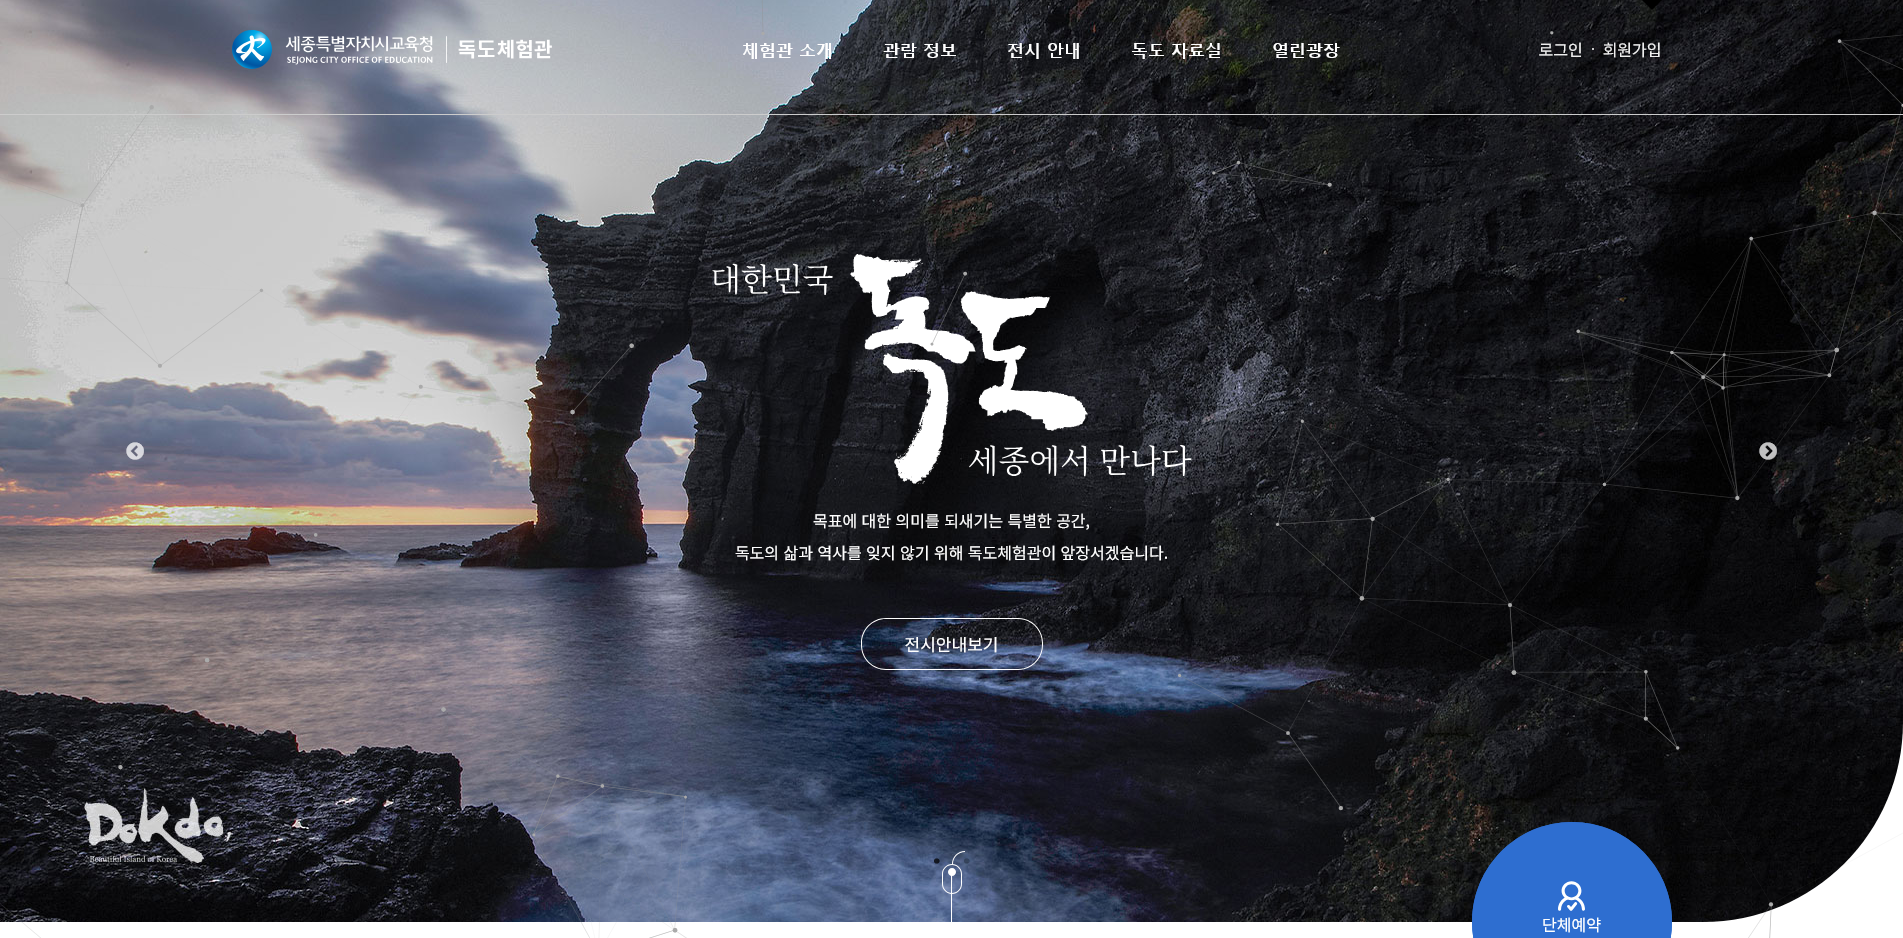 세종특별자치시교육청
SEJONG CITY OFFICE OF EDUCATION
독도체험관
체험관 소개
관람 정보
전시 안내
독도 자료실
열린광장
로그인 · 회원가입
대한민국
독도
세종에서 만나다
목표에 대한 의미를 되새기는 특별한 공간,
독도의 삶과 역사를 잊지 않기 위해 독도체험관이 앞장서겠습니다.
전시안내보기
Dokdo,
Beautiful Island of Korea
단체예약